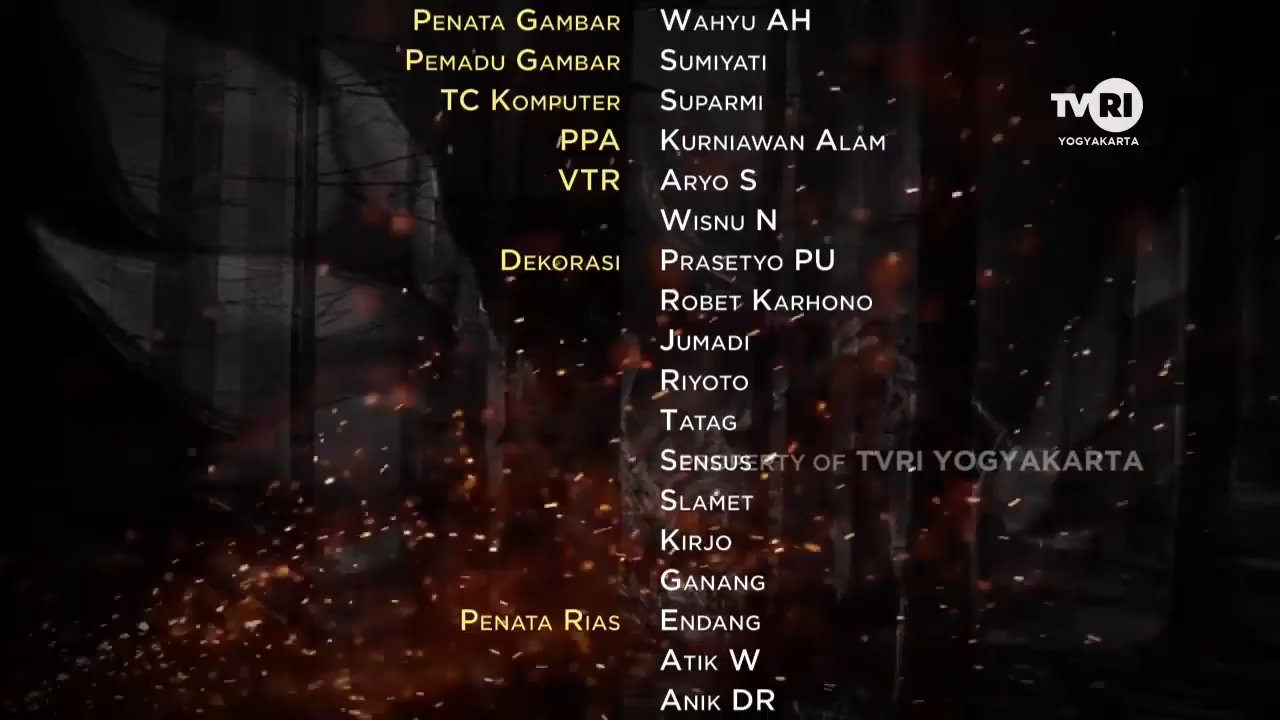 Penata Gambar Wahyu AH
Pemadu Gambar Sumiyati
TC Komputer Suparmi
PPA Kurniawan Alam
VTR Aryo S
Wisnu N
Dekorasi Prasetyo PU
Robet Karhono
Jumadi
Riyoto
Tatag
Sensus
Slamet
Kirjo
Ganang
Penata Rias Endang
Atik W
Anik DR
TVRI
YOGYAKARTA
OF TVRI YOGYAKARTA